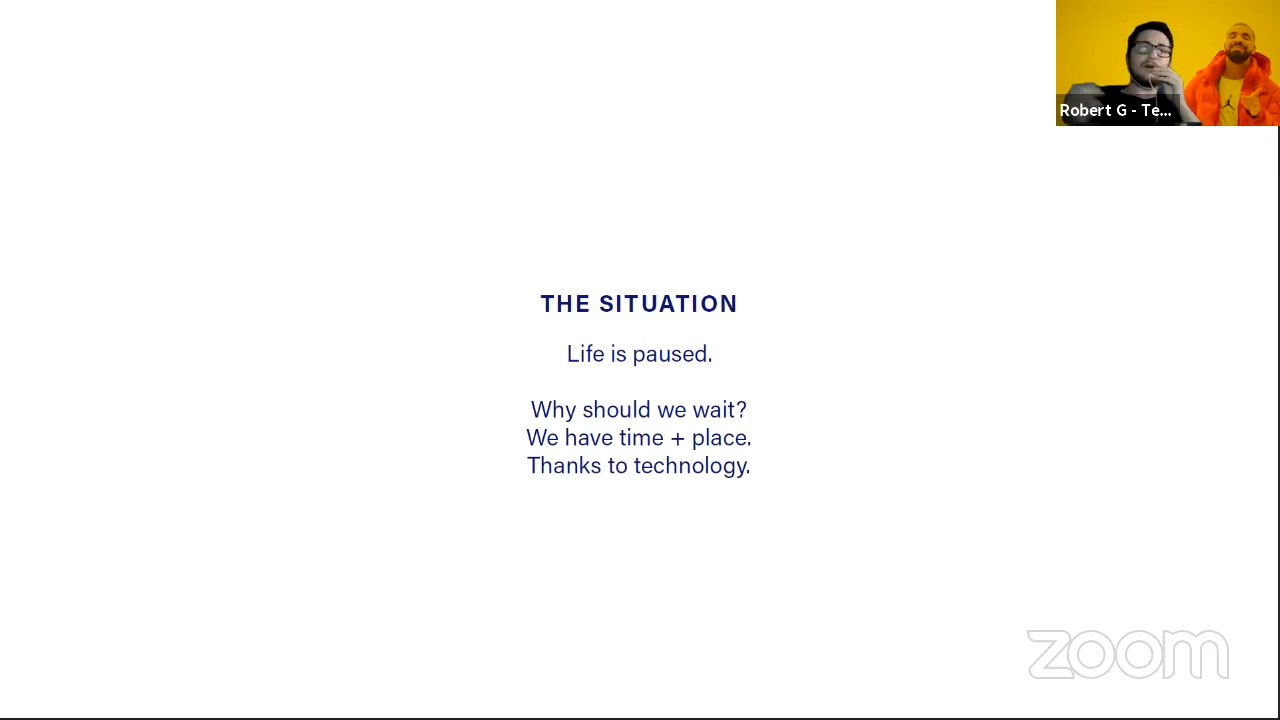 Robert G - Te...
THE SITUATION
Life is paused.
Why should we wait?
We have time + place.
Thanks to technology.
zoom